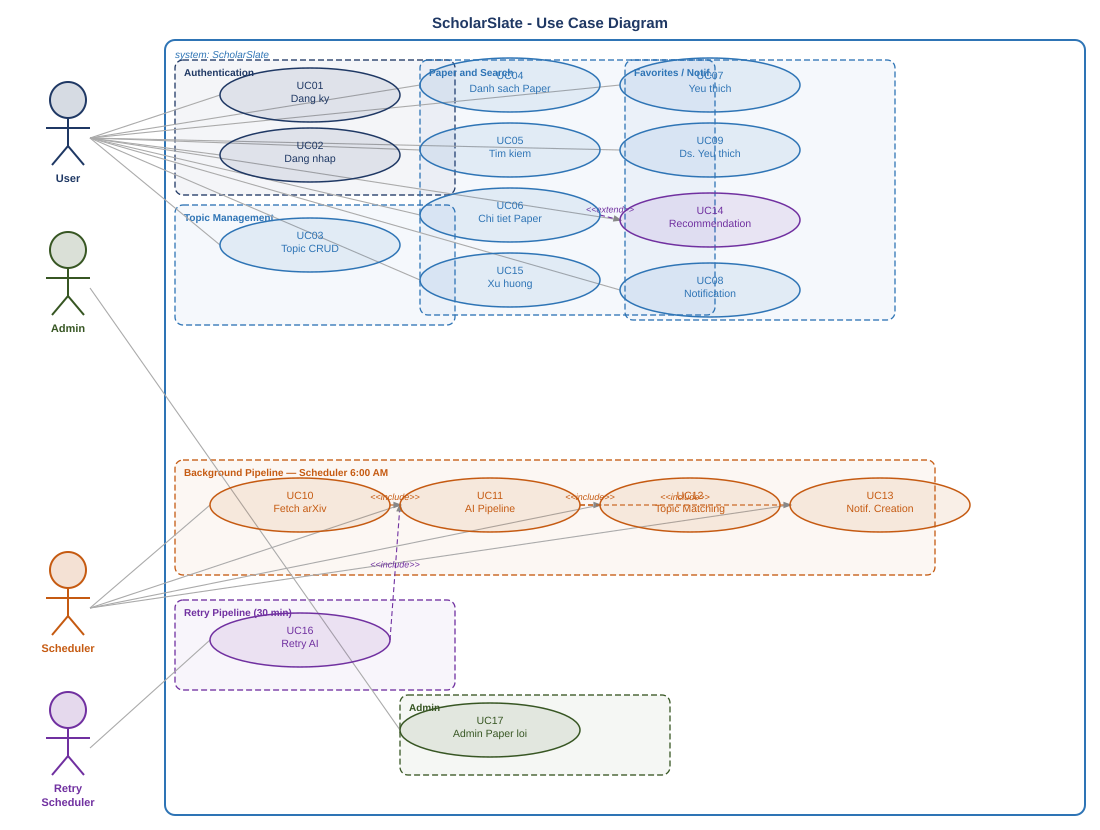 ScholarSlate - Use Case Diagram
system: ScholarSlate
Authentication
UC01
Dang ky
UC02
Dang nhap
Topic Management
UC03
Topic CRUD
Paper and Search
UC04
Danh sach Paper
UC05
Tim kiem
UC06
Chi tiet Paper
UC15
Xu huong
<<extend>>
Favorites / Notif.
UC07
Yeu thich
UC09
Ds. Yeu thich
UC14
Recommendation
UC08
Notification
User
Admin
Background Pipeline — Scheduler 6:00 AM
UC10
Fetch arXiv
<<include>>
UC11
AI Pipeline
<<include>>
UC12
<<include>>
Topic Matching
UC13
Notif. Creation
<<include>>
Scheduler
Retry Pipeline (30 min)
UC16
Retry AI
Admin
UC17
Admin Paper loi
Retry
Scheduler